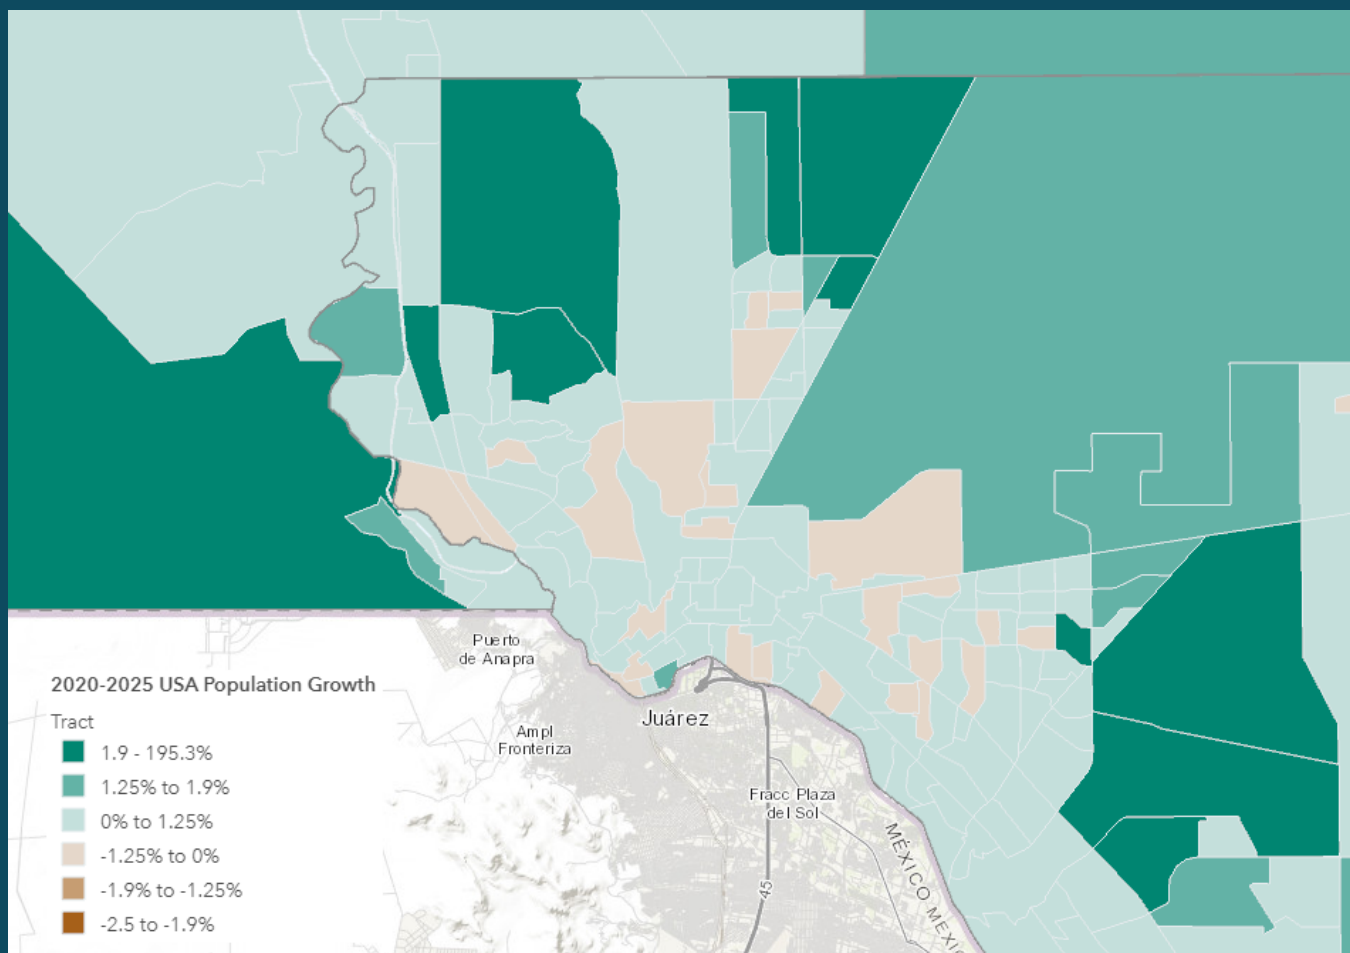 Puerto
de Anapra
2020-2025 USA Population Growth
Tract
1.9 - 195.3%
1.25% to 1.9%
0% to 1.25%
-1.25% to 0%
-1.9% to -1.25%
-2.5 to -1.9%
Juárez
Ampl
Fronteriza
Fracc Plaza
del Sol
45
MÉXICO MEXIC